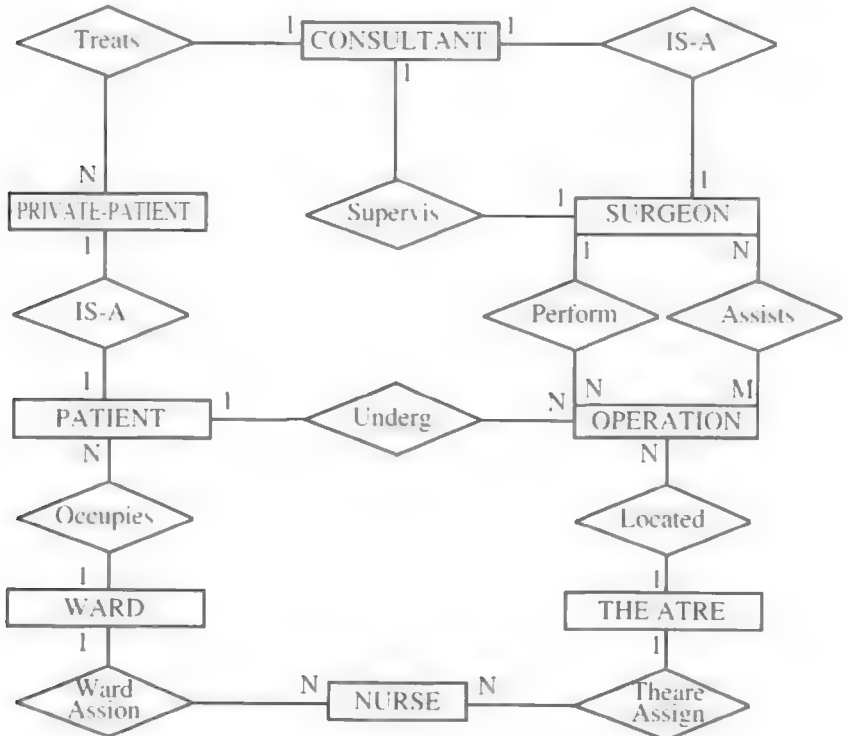 Treats
1
CONSULTANT
1
IS-A
1
N
1
PRIVATE-PATIENT
Supervis
1
SURGEON
1
1
N
IS-A
Perform
Assists
1
N
M
PATIENT
1
Underg
N
OPERATION
N
N
Occupies
Located
1
1
WARD
THE ATRE
1
1
Ward
Assion
N
NURSE
N
Theare
Assign